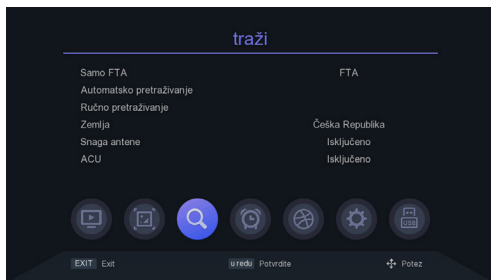 traži
Samo FTA FTA
Automatsko pretraživanje
Ručno pretraživanje
Zemlja Češka Republika
Snaga antene Isključeno
ACU Isključeno
USB
EXIT Exit u redu Potvrdite Potez